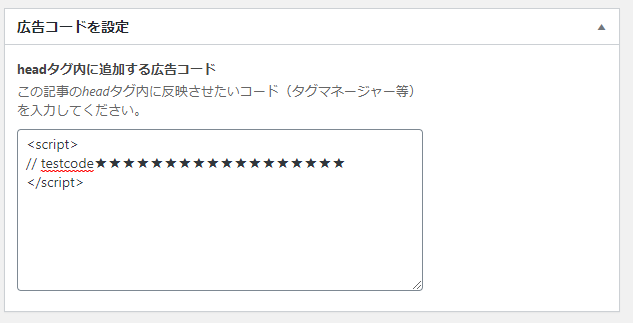 広告コードを設定
headタグ内に追加する広告コード
この記事のheadタグ内に反映させたいコード（タグマネージャー等）
を入力してください。
<script>
// testcode★★★★★★★★★★★★★★★★★★
</script>